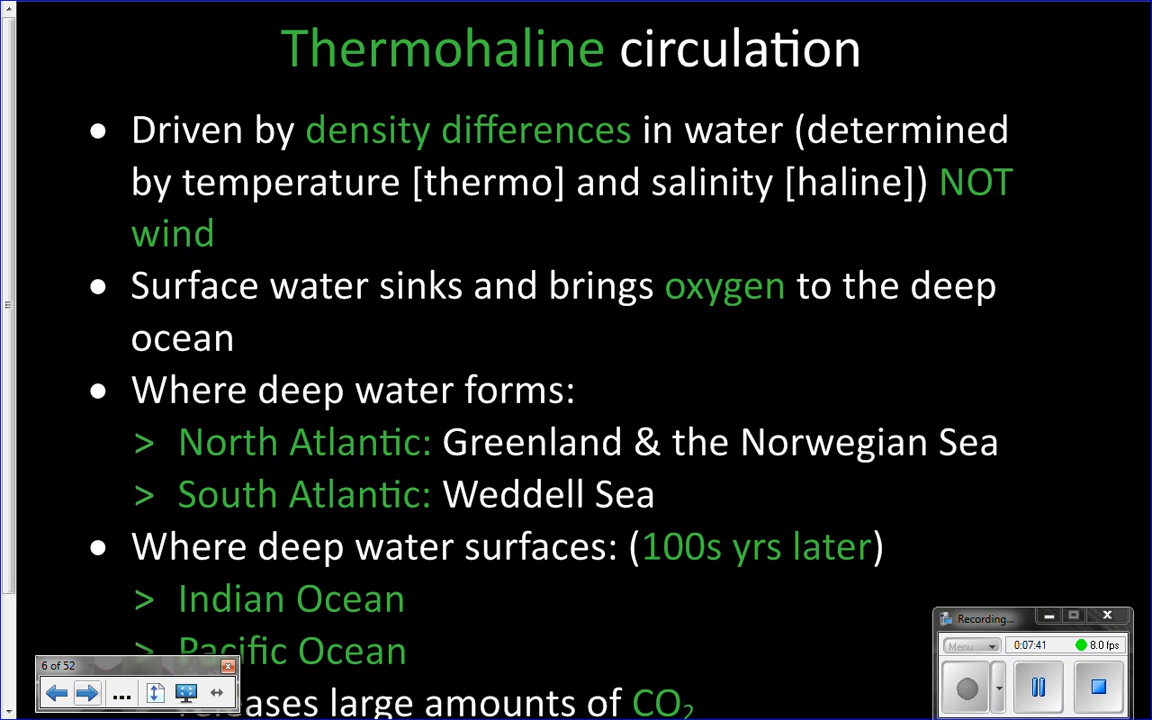 Thermohaline circulation
• Driven by density differences in water (determined
by temperature [thermo] and salinity [haline]) NOT
wind
• Surface water sinks and brings oxygen to the deep
ocean
• Where deep water forms:
> North Atlantic: Greenland & the Norwegian Sea
> South Atlantic: Weddell Sea
• Where deep water surfaces: (100s yrs later)
> Indian Ocean
> Pacific Ocean
large amounts of CO₂
6 of 52
...
Recording...
Menu
0:07:41
8.0 fps